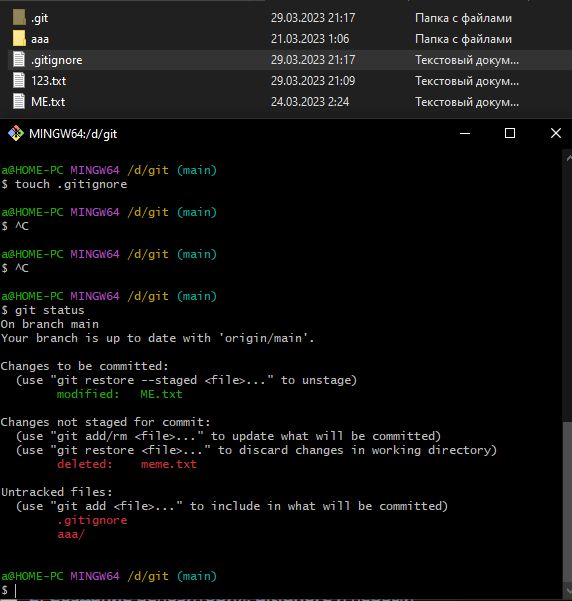 .git 29.03.2023 21:17 Папка с файлами
aaa 21.03.2023 1:06 Папка с файлами
.gitignore 29.03.2023 21:17 Текстовый докум...
123.txt 29.03.2023 21:09 Текстовый докум...
ME.txt 24.03.2023 2:24 Текстовый докум...
MINGW64:/d/git
a@HOME-PC MINGW64 /d/git (main)
$ touch .gitignore
a@HOME-PC MINGW64 /d/git (main)
$ ^C
a@HOME-PC MINGW64 /d/git (main)
$ ^C
a@HOME-PC MINGW64 /d/git (main)
$ git status
On branch main
Your branch is up to date with 'origin/main'.
Changes to be committed:
(use "git restore --staged <file>..." to unstage)
modified: ME.txt
Changes not staged for commit:
(use "git add/rm <file>..." to update what will be committed)
(use "git restore <file>..." to discard changes in working directory)
deleted: meme.txt
Untracked files:
(use "git add <file>..." to include in what will be committed)
.gitignore
aaa/
a@HOME-PC MINGW64 /d/git (main)
$